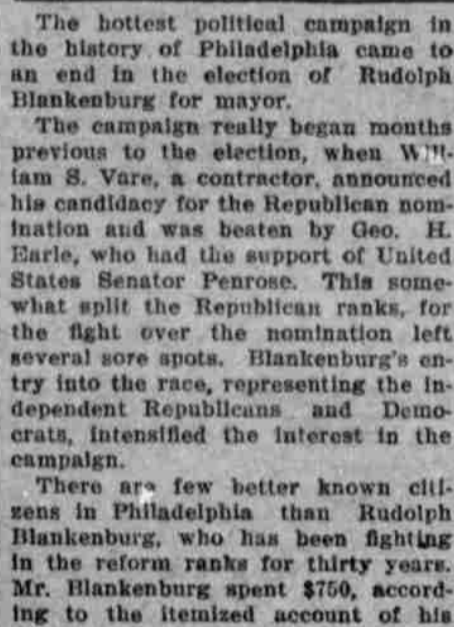 The hottest political campaign in
the history of Philadelphia came to
an end in the election of Rudolph
Blankenburg for mayor.
The campaign really began months
previous to the election, when Will-
iam S. Vare, a contractor, announced
his candidacy for the Republican nom-
ination and was beaten by Geo. H.
Earle, who had the support of United
States Senator Penrose. This some-
what split the Republican ranks, for
the fight over the nomination left
several sore spots. Blankenburg's en-
try into the race, representing the in-
dependent Republicans and Demo-
crats, intensified the interest in the
campaign.
There are few better known citi-
zens in Philadelphia than Rudolph
Blankenburg, who has been fighting
in the reform ranks for thirty years.
Mr. Blankenburg spent $750, accord-
ing to the itemized account of his